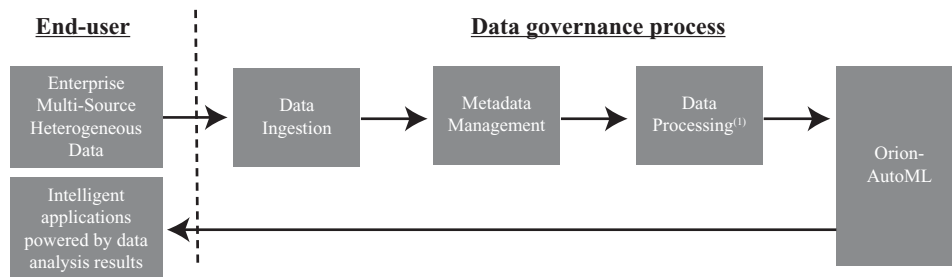 End-user
Data governance process
Enterprise
Multi-Source
Heterogeneous
Data
Data
Ingestion
Metadata
Management
Data
Processing(1)
Orion-
AutoML
Intelligent
applications
powered by data
analysis results